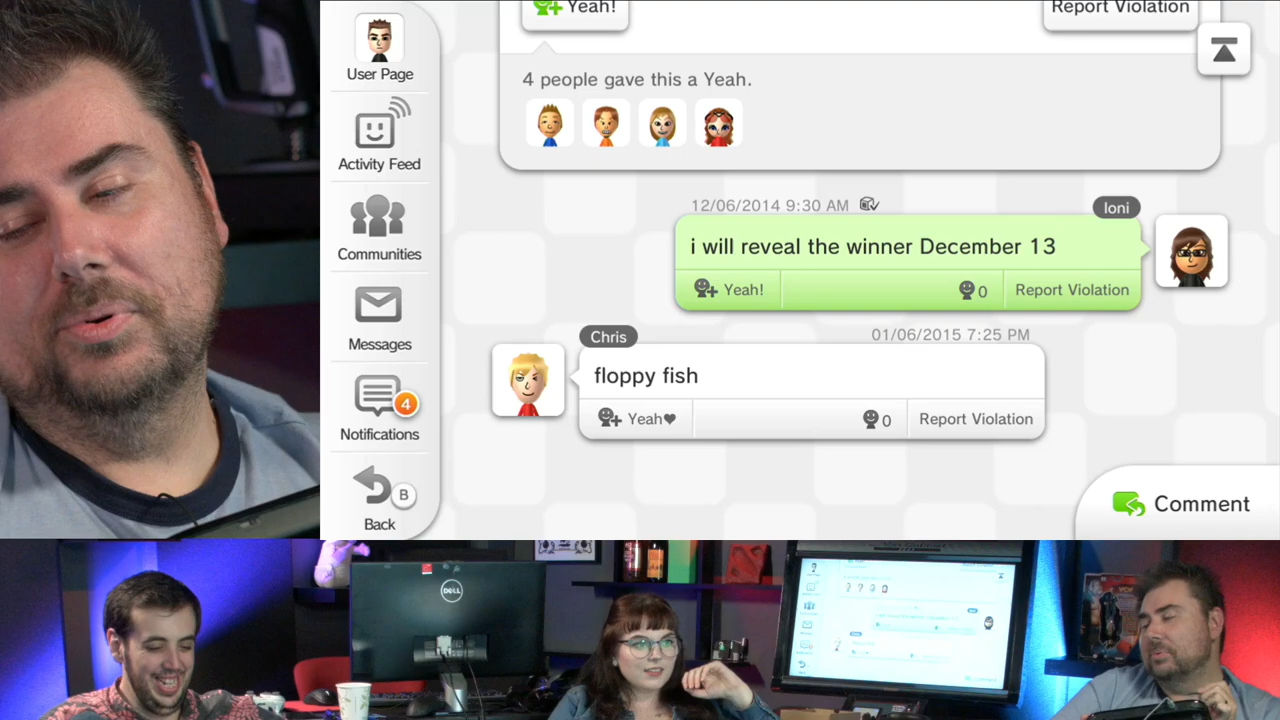 Yeah!
Report Violation
User Page
4 people gave this a Yeah.
Activity Feed
12/06/2014 9:30 AM
Ioni
i will reveal the winner December 13
Communities
Yeah!
0
Report Violation
Messages
Chris
01/06/2015 7:25 PM
floppy fish
4
Yeah♥
0
Report Violation
Notifications
B
Back
Comment
DELL